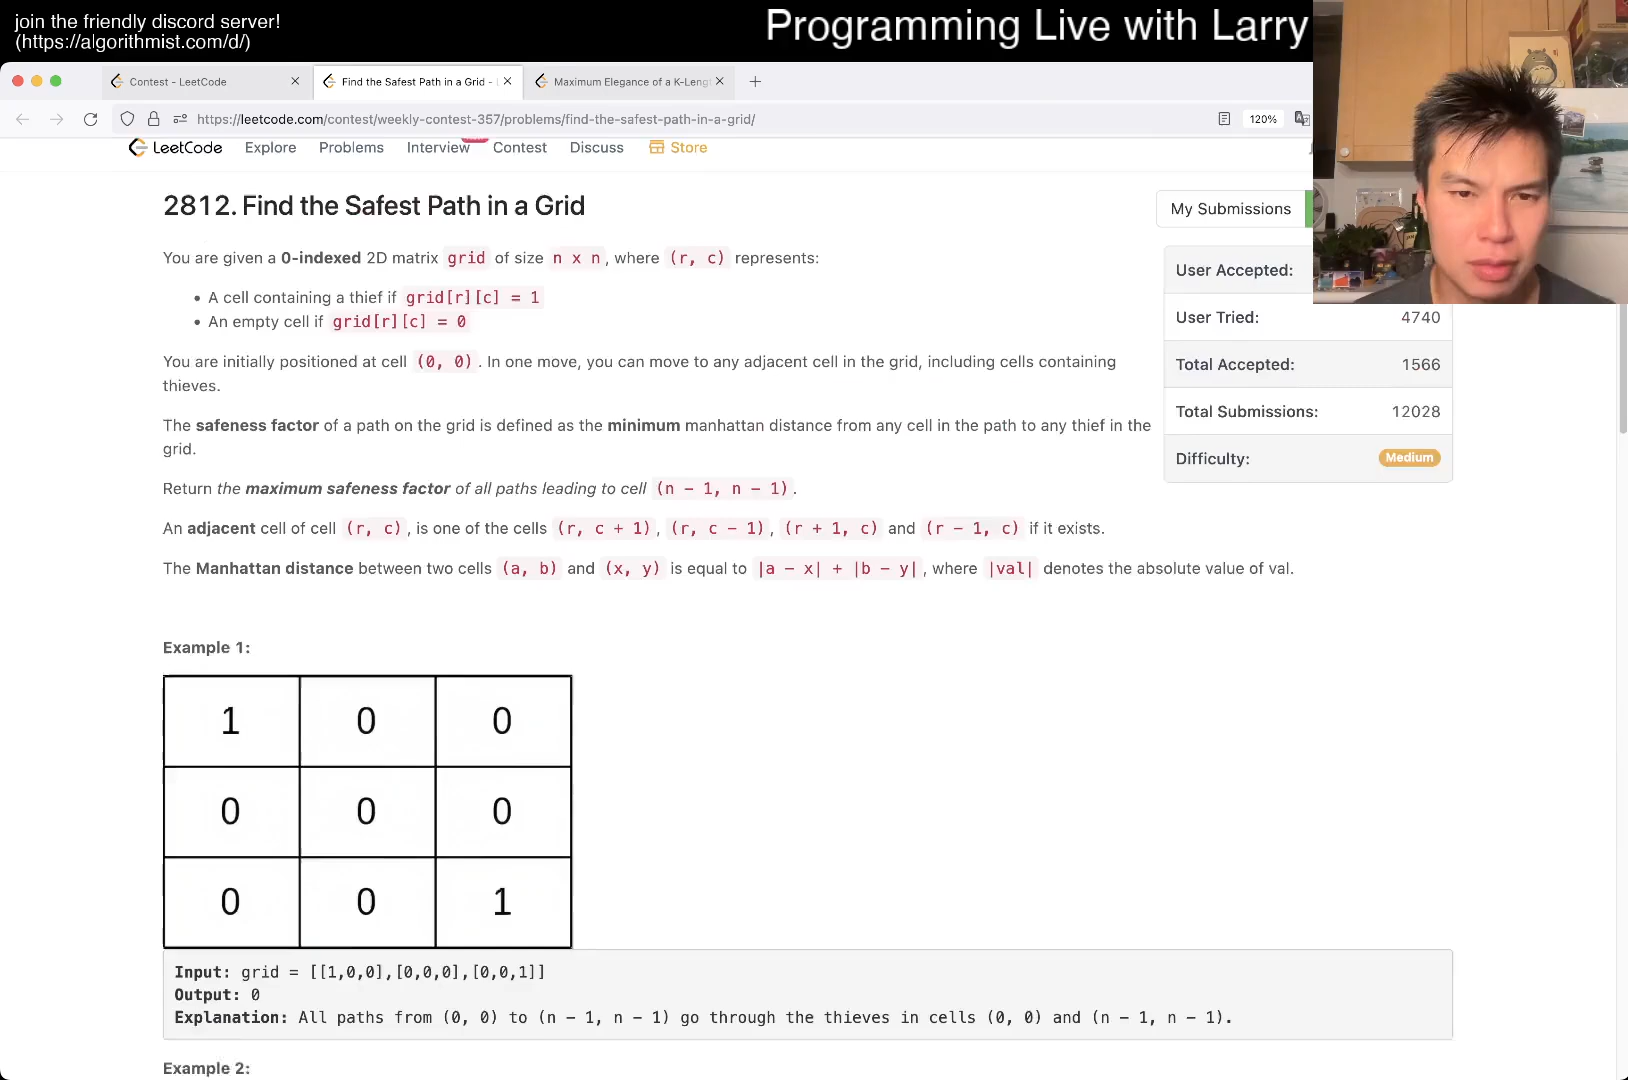 join the friendly discord server!
(https://algorithmist.com/d/)
Programming Live with Larry
Contest - LeetCode
Find the Safest Path in a Grid -
Maximum Elegance of a K-Leng
https://leetcode.com/contest/weekly-contest-357/problems/find-the-safest-path-in-a-grid/
120%
LeetCode Explore Problems Interview Contest Discuss Store
2812. Find the Safest Path in a Grid
My Submissions
You are given a 0-indexed 2D matrix grid of size n x n, where (r, c) represents:
• A cell containing a thief if grid[r][c] = 1
• An empty cell if grid[r][c] = 0
You are initially positioned at cell (0, 0). In one move, you can move to any adjacent cell in the grid, including cells containing
thieves.
The safeness factor of a path on the grid is defined as the minimum manhattan distance from any cell in the path to any thief in the
grid.
Return the maximum safeness factor of all paths leading to cell (n - 1, n - 1).
An adjacent cell of cell (r, c), is one of the cells (r, c + 1), (r, c - 1), (r + 1, c) and (r - 1, c) if it exists.
The Manhattan distance between two cells (a, b) and (x, y) is equal to |a - x| + |b - y|, where |val| denotes the absolute value of val.
User Accepted:
User Tried: 4740
Total Accepted: 1566
Total Submissions: 12028
Difficulty: Medium
Example 1:
1 0 0
0 0 0
0 0 1
Input: grid = [[1,0,0],[0,0,0],[0,0,1]]
Output: 0
Explanation: All paths from (0, 0) to (n - 1, n - 1) go through the thieves in cells (0, 0) and (n - 1, n - 1).
Example 2: